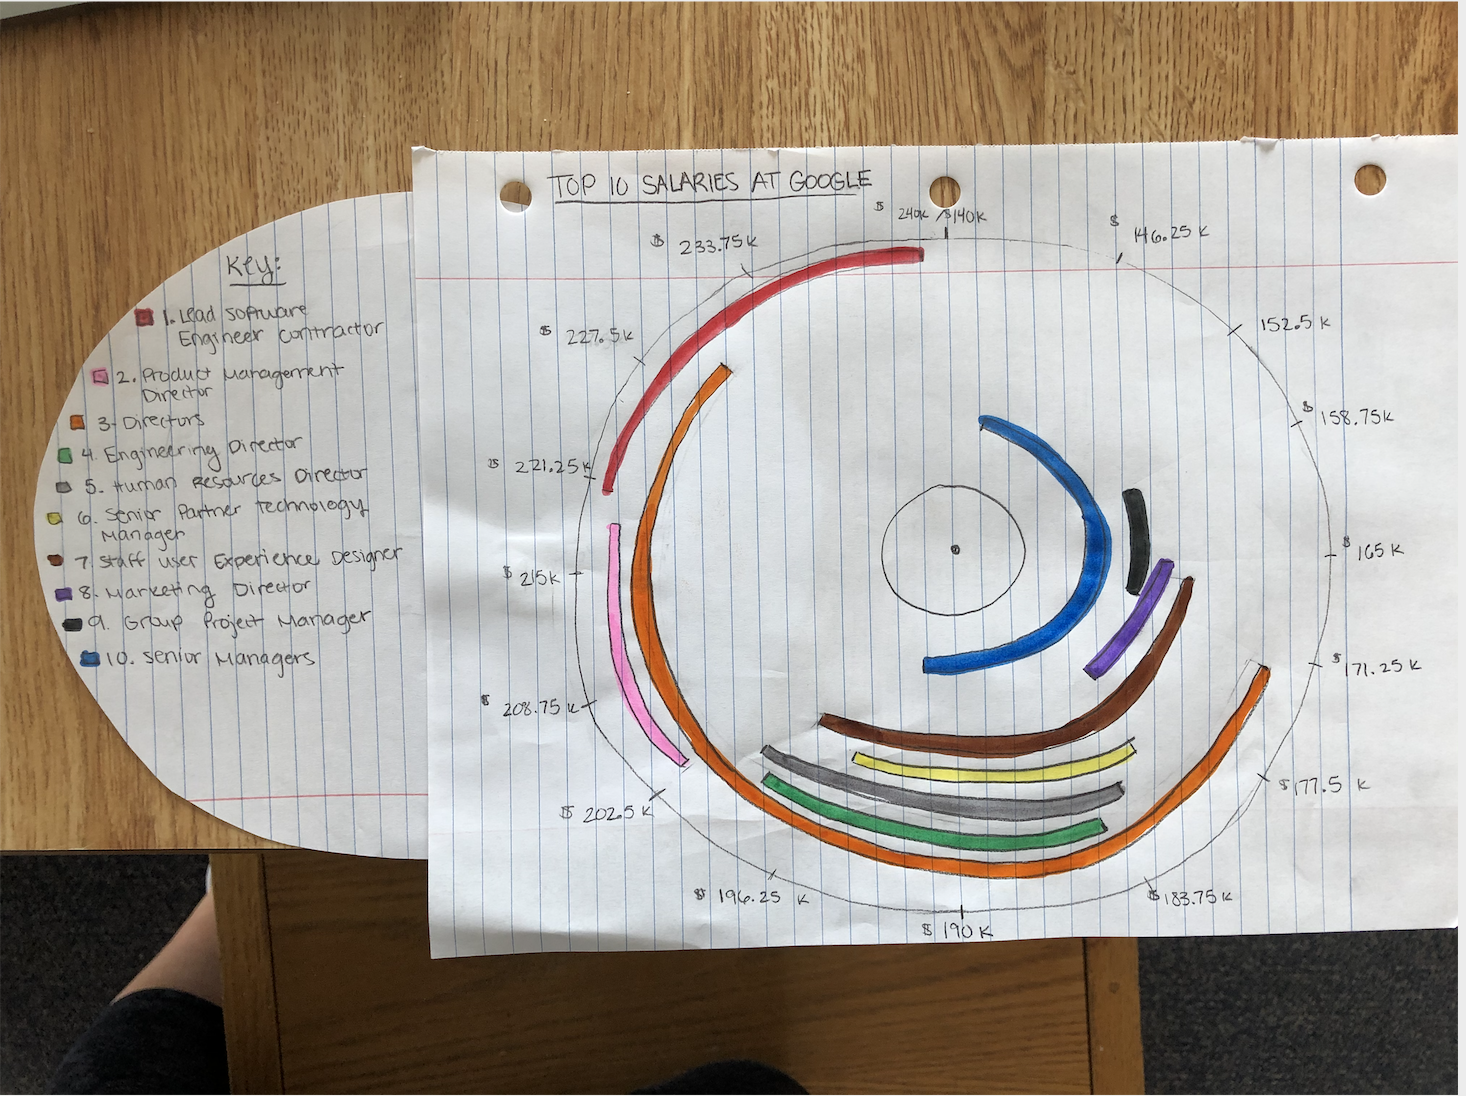 TOP 10 SALARIES AT GOOGLE
$ 240k /$140K
$ 146.25 K
$ 233.75K
152.5 K
$ 227.5K
$ 158.75K
$ 221.25K
$ 165 K
$ 215K
$ 171.25 K
$ 208.75 K
$177.5 K
$ 202.5 K
$ 196.25 K
$183.75K
$ 190 K
Key:
1. Lead Software
Engineer Contractor
2. Product Management
Director
3- Directors
4. Engineering Director
5. Human Resources Director
6. Senior Partner Technology
Manager
7. Staff User Experience Designer
8. Marketing Director
9. Group Project Manager
10. Senior Managers